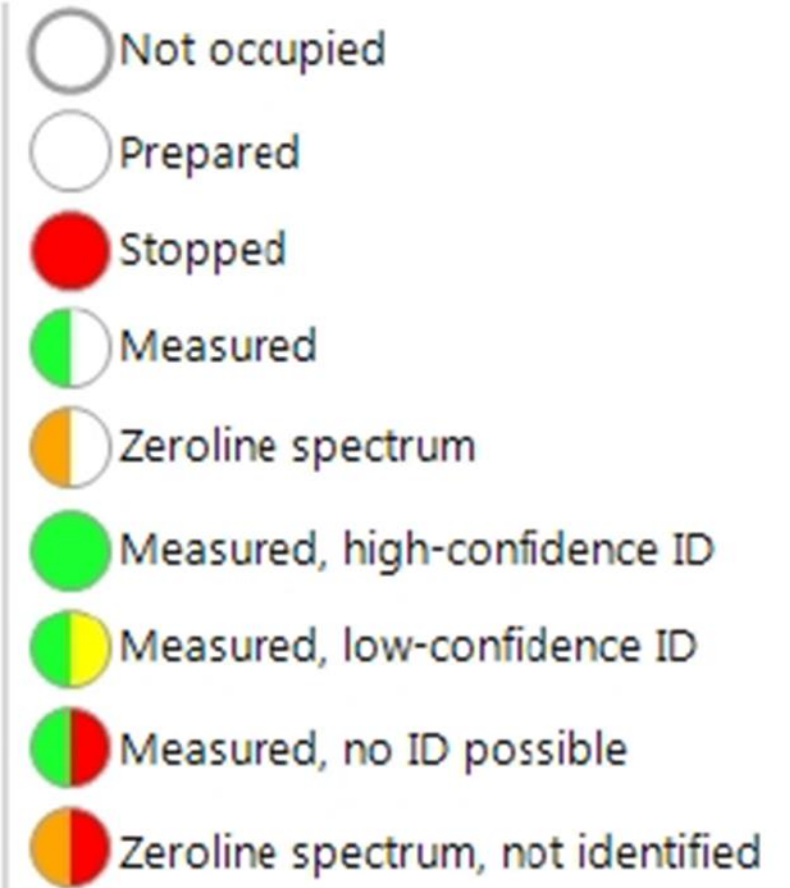 Not occupied
Prepared
Stopped
Measured
Zeroline spectrum
Measured, high-confidence ID
Measured, low-confidence ID
Measured, no ID possible
Zeroline spectrum, not identified